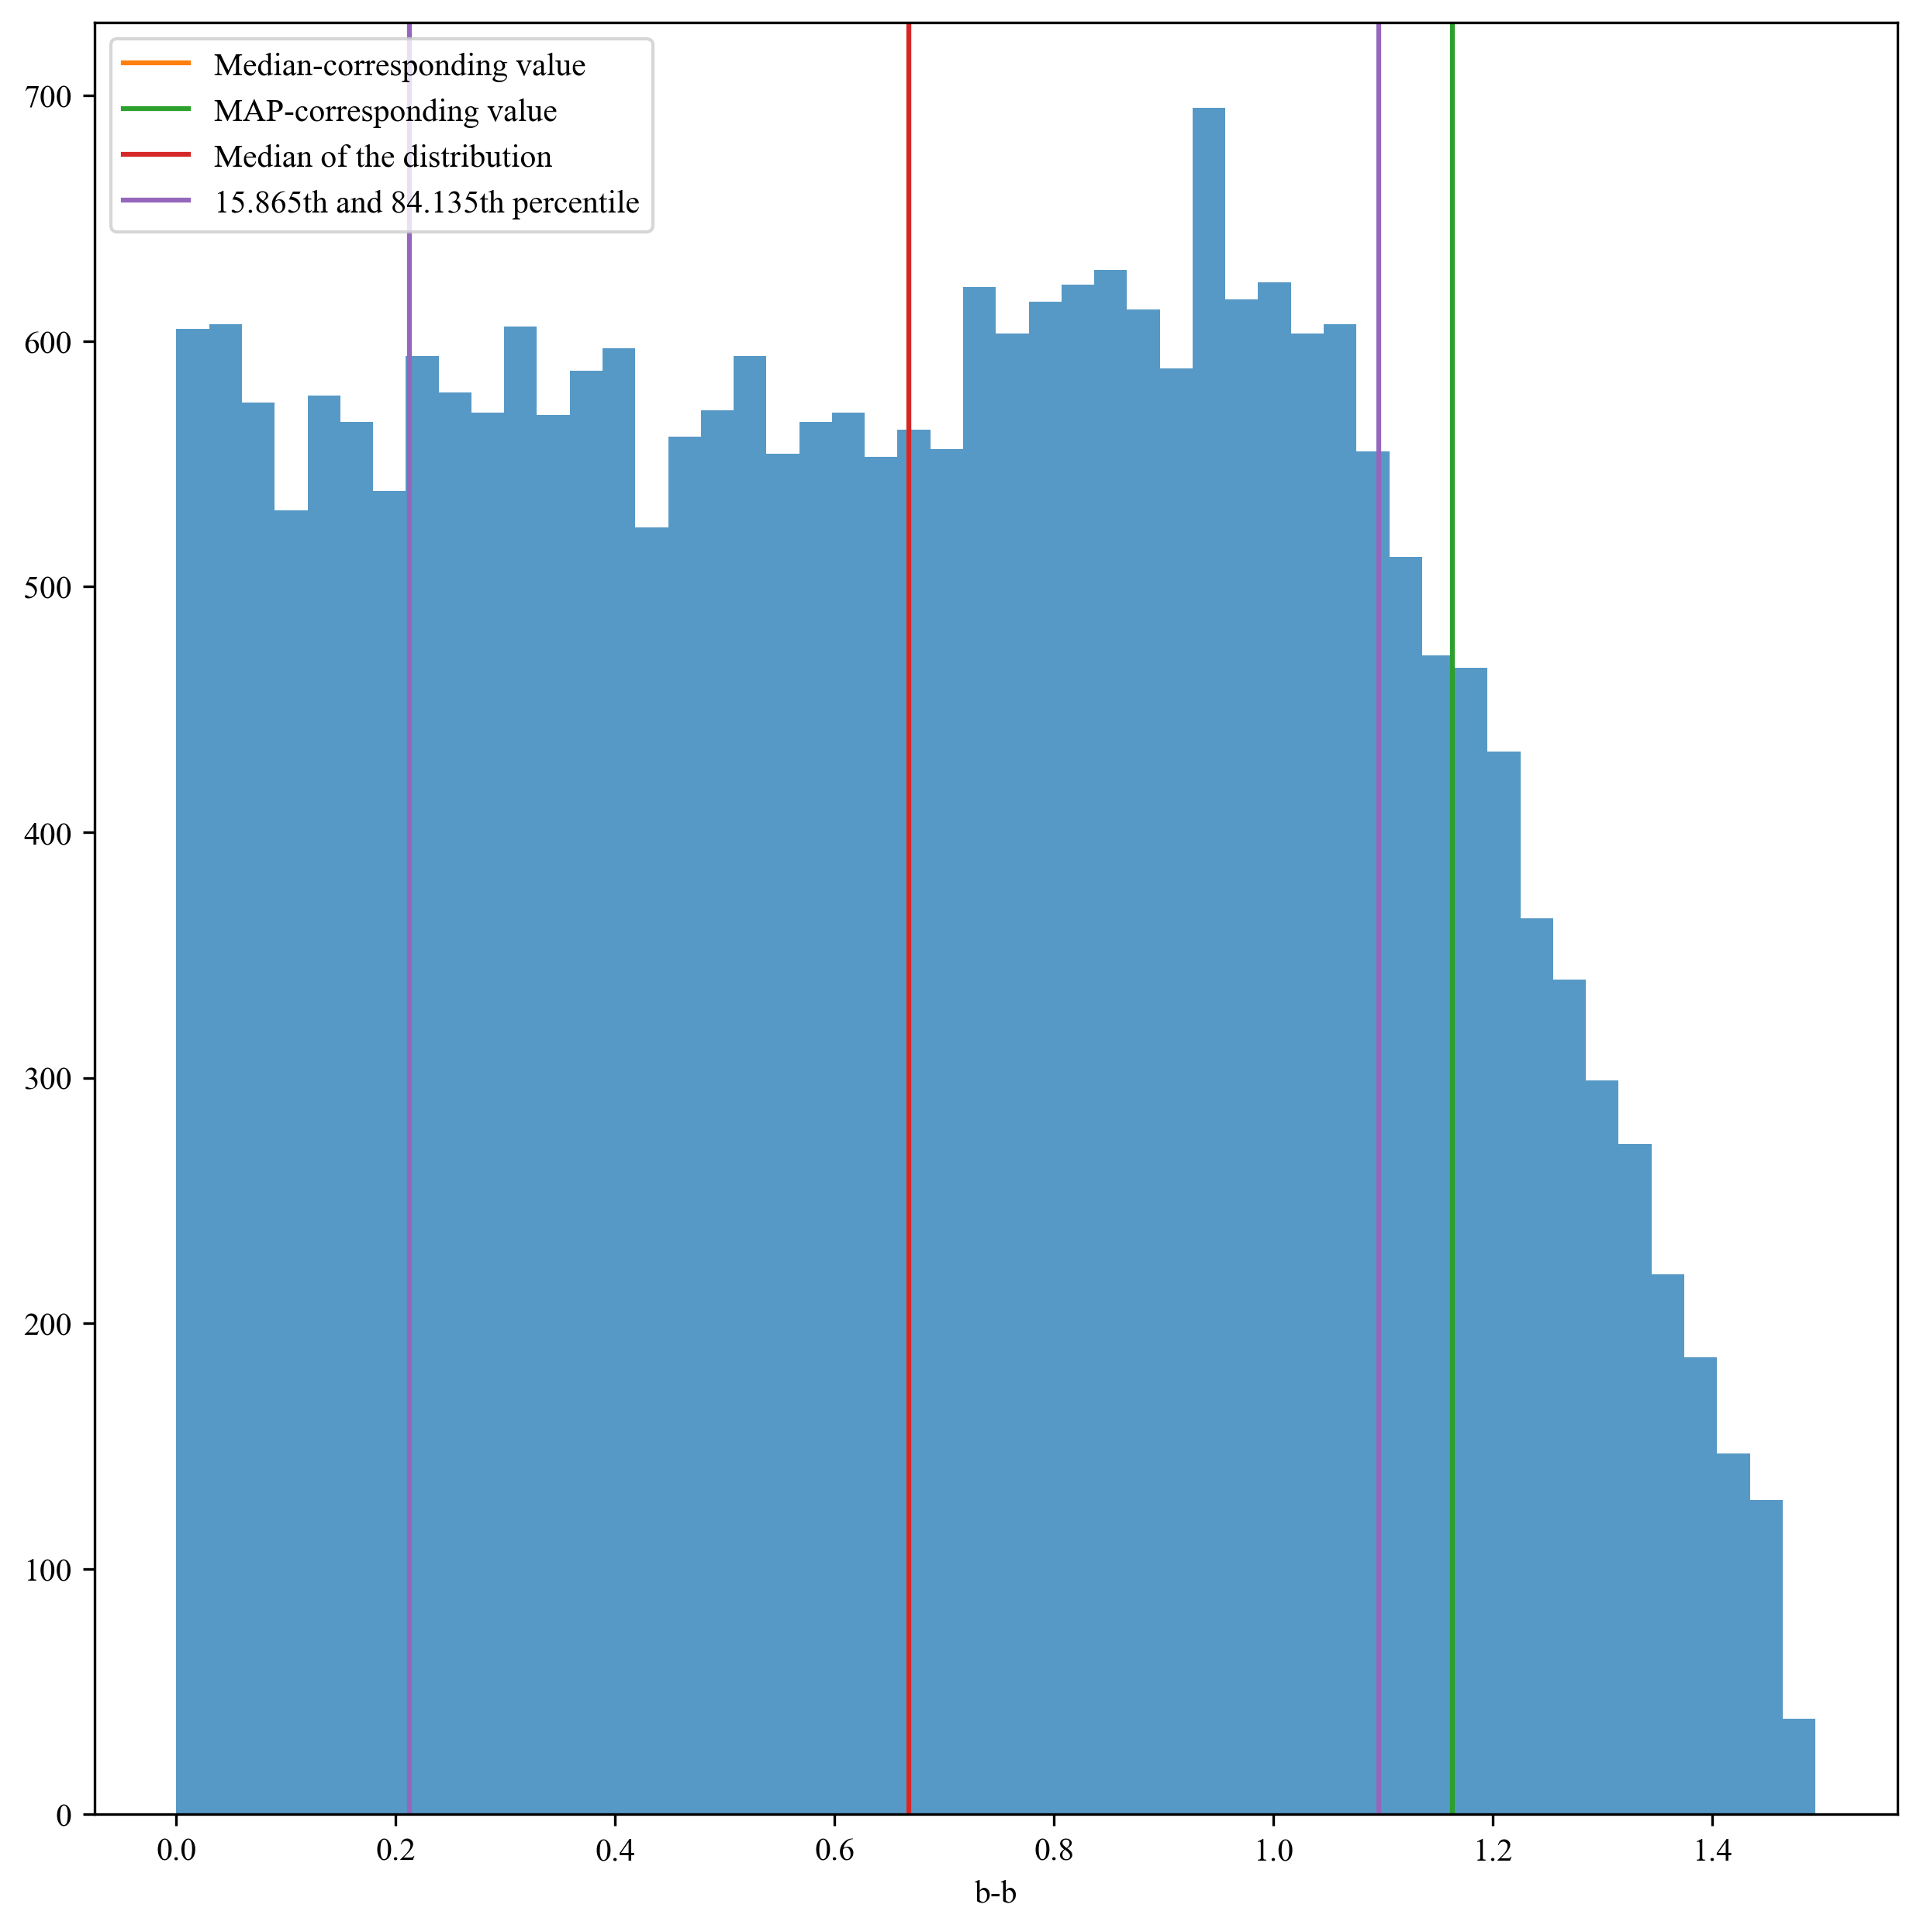 Median-corresponding value
MAP-corresponding value
Median of the distribution
15.865th and 84.135th percentile
700
600
500
400
300
200
100
0
0.0 0.2 0.4 0.6 0.8 1.0 1.2 1.4
b-b